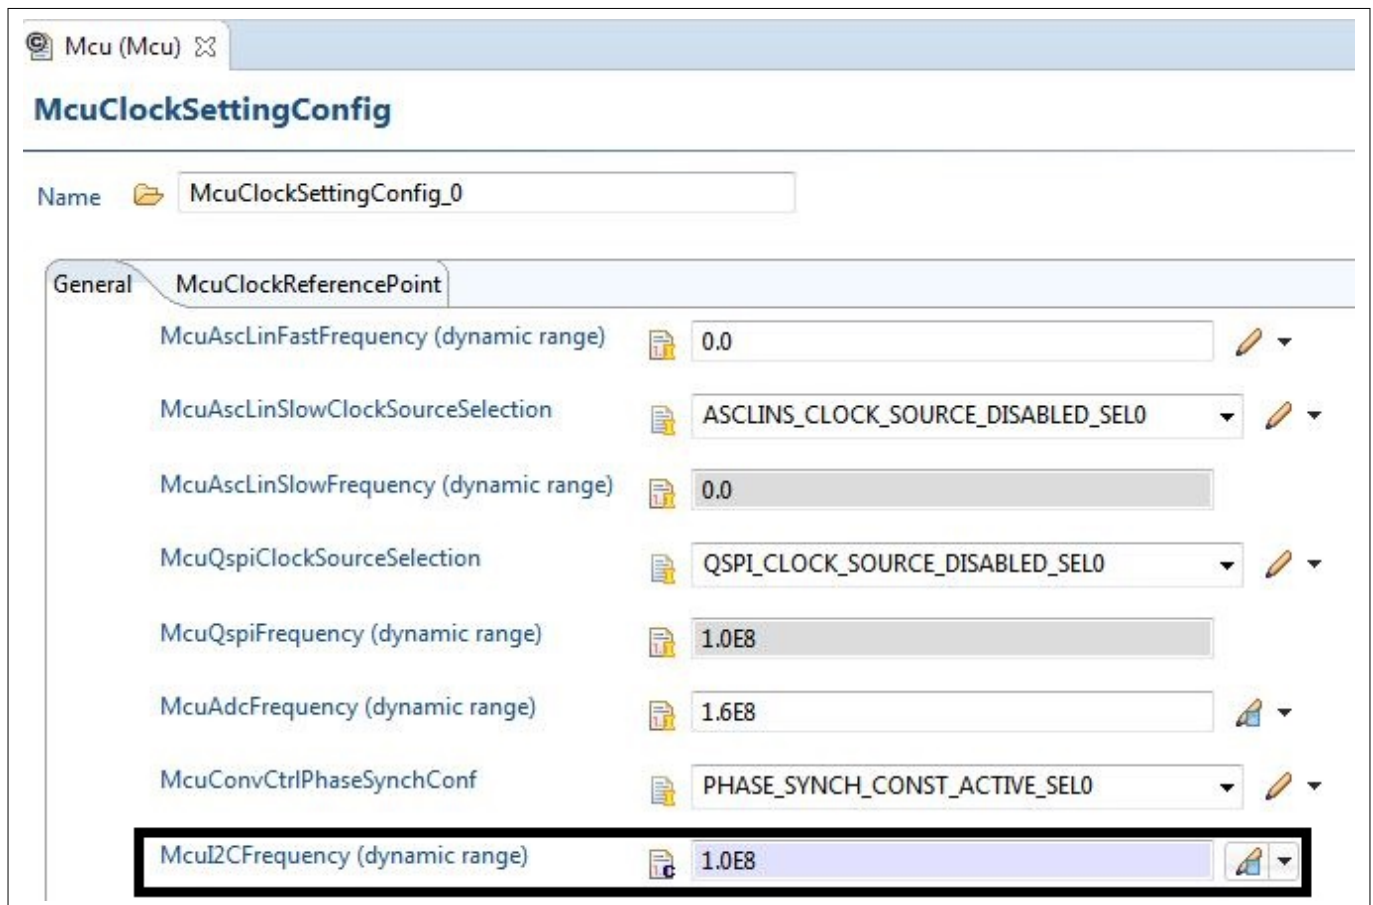 Mcu (Mcu)
McuClockSettingConfig
Name McuClockSettingConfig_0
General McuClockReferencePoint
McuAscLinFastFrequency (dynamic range) 0.0
McuAscLinSlowClockSourceSelection ASCLINS_CLOCK_SOURCE_DISABLED_SEL0
McuAscLinSlowFrequency (dynamic range) 0.0
McuQspiClockSourceSelection QSPI_CLOCK_SOURCE_DISABLED_SEL0
McuQspiFrequency (dynamic range) 1.0E8
McuAdcFrequency (dynamic range) 1.6E8
McuConvCtrlPhaseSynchConf PHASE_SYNCH_CONST_ACTIVE_SEL0
McuI2CFrequency (dynamic range) 1.0E8